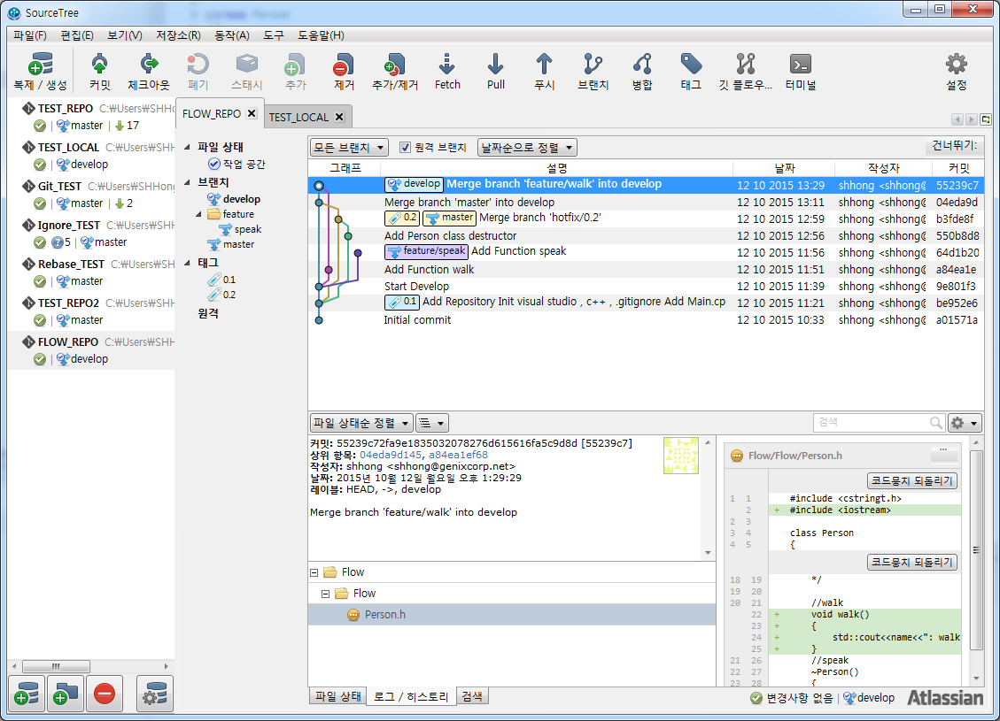 SourceTree
파일(F) 편집(E) 보기(V) 저장소(R) 동작(A) 도구 도움말(H)
복제 / 생성 커밋 체크아웃 폐기 스태시 추가 제거 추가/제거 Fetch Pull 푸시 브랜치 병합 태그 깃 플로우... 터미널 설정
TEST_REPO C:₩Users₩SHH
master 17
TEST_LOCAL C:₩Users₩SH
develop
Git_TEST C:₩Users₩SHHon
master 2
Ignore_TEST C:₩Users₩SH
5 master
Rebase_TEST C:₩Users₩S
master
TEST_REPO2 C:₩Users₩SH
master
FLOW_REPO C:₩Users₩SHH
develop
FLOW_REPO TEST_LOCAL
파일 상태
작업 공간
브랜치
develop
feature
speak
master
태그
0.1
0.2
원격
모든 브랜치 원격 브랜치 날짜순으로 정렬 건너뛰기:
그래프 설명 날짜 작성자 커밋
develop Merge branch 'feature/walk' into develop 12 10 2015 13:29 shhong <shhong@ 55239c7
Merge branch 'master' into develop 12 10 2015 13:11 shhong <shhong@ 04eda9d
0.2 master Merge branch 'hotfix/0.2' 12 10 2015 12:59 shhong <shhong@ b3fde8f
Add Person class destructor 12 10 2015 12:56 shhong <shhong@ 550b8d8
feature/speak Add Function speak 12 10 2015 11:56 shhong <shhong@ 64d1b20
Add Function walk 12 10 2015 11:51 shhong <shhong@ a84ea1e
Start Develop 12 10 2015 11:39 shhong <shhong@ 9e801f3
0.1 Add Repository Init visual studio , c++ , .gitignore Add Main.cp 12 10 2015 11:21 shhong <shhong@ be952e6
Initial commit 12 10 2015 10:33 shhong <shhong@ a01571a
파일 상태순 정렬 검색
커밋: 55239c72fa9e1835032078276d615616fa5c9d8d [55239c7]
상위 항목: 04eda9d145, a84ea1ef68
작성자: shhong <shhong@genixcorp.net>
날짜: 2015년 10월 12일 월요일 오후 1:29:29
레이블: HEAD, ->, develop
Merge branch 'feature/walk' into develop
Flow
Flow
Person.h
Flow/Flow/Person.h ...
코드뭉치 되돌리기
1 1 #include <cstringt.h>
2 + #include <iostream>
2 3
3 4 class Person
4 5 {
코드뭉치 되돌리기
18 19 */
19 20
20 21 //walk
22 + void walk()
23 + {
24 + std::cout<<name<<": walk
25 + }
21 26 //speak
22 27 ~Person()
23 28 {
파일 상태 로그 / 히스토리 검색
변경사항 없음 develop Atlassian